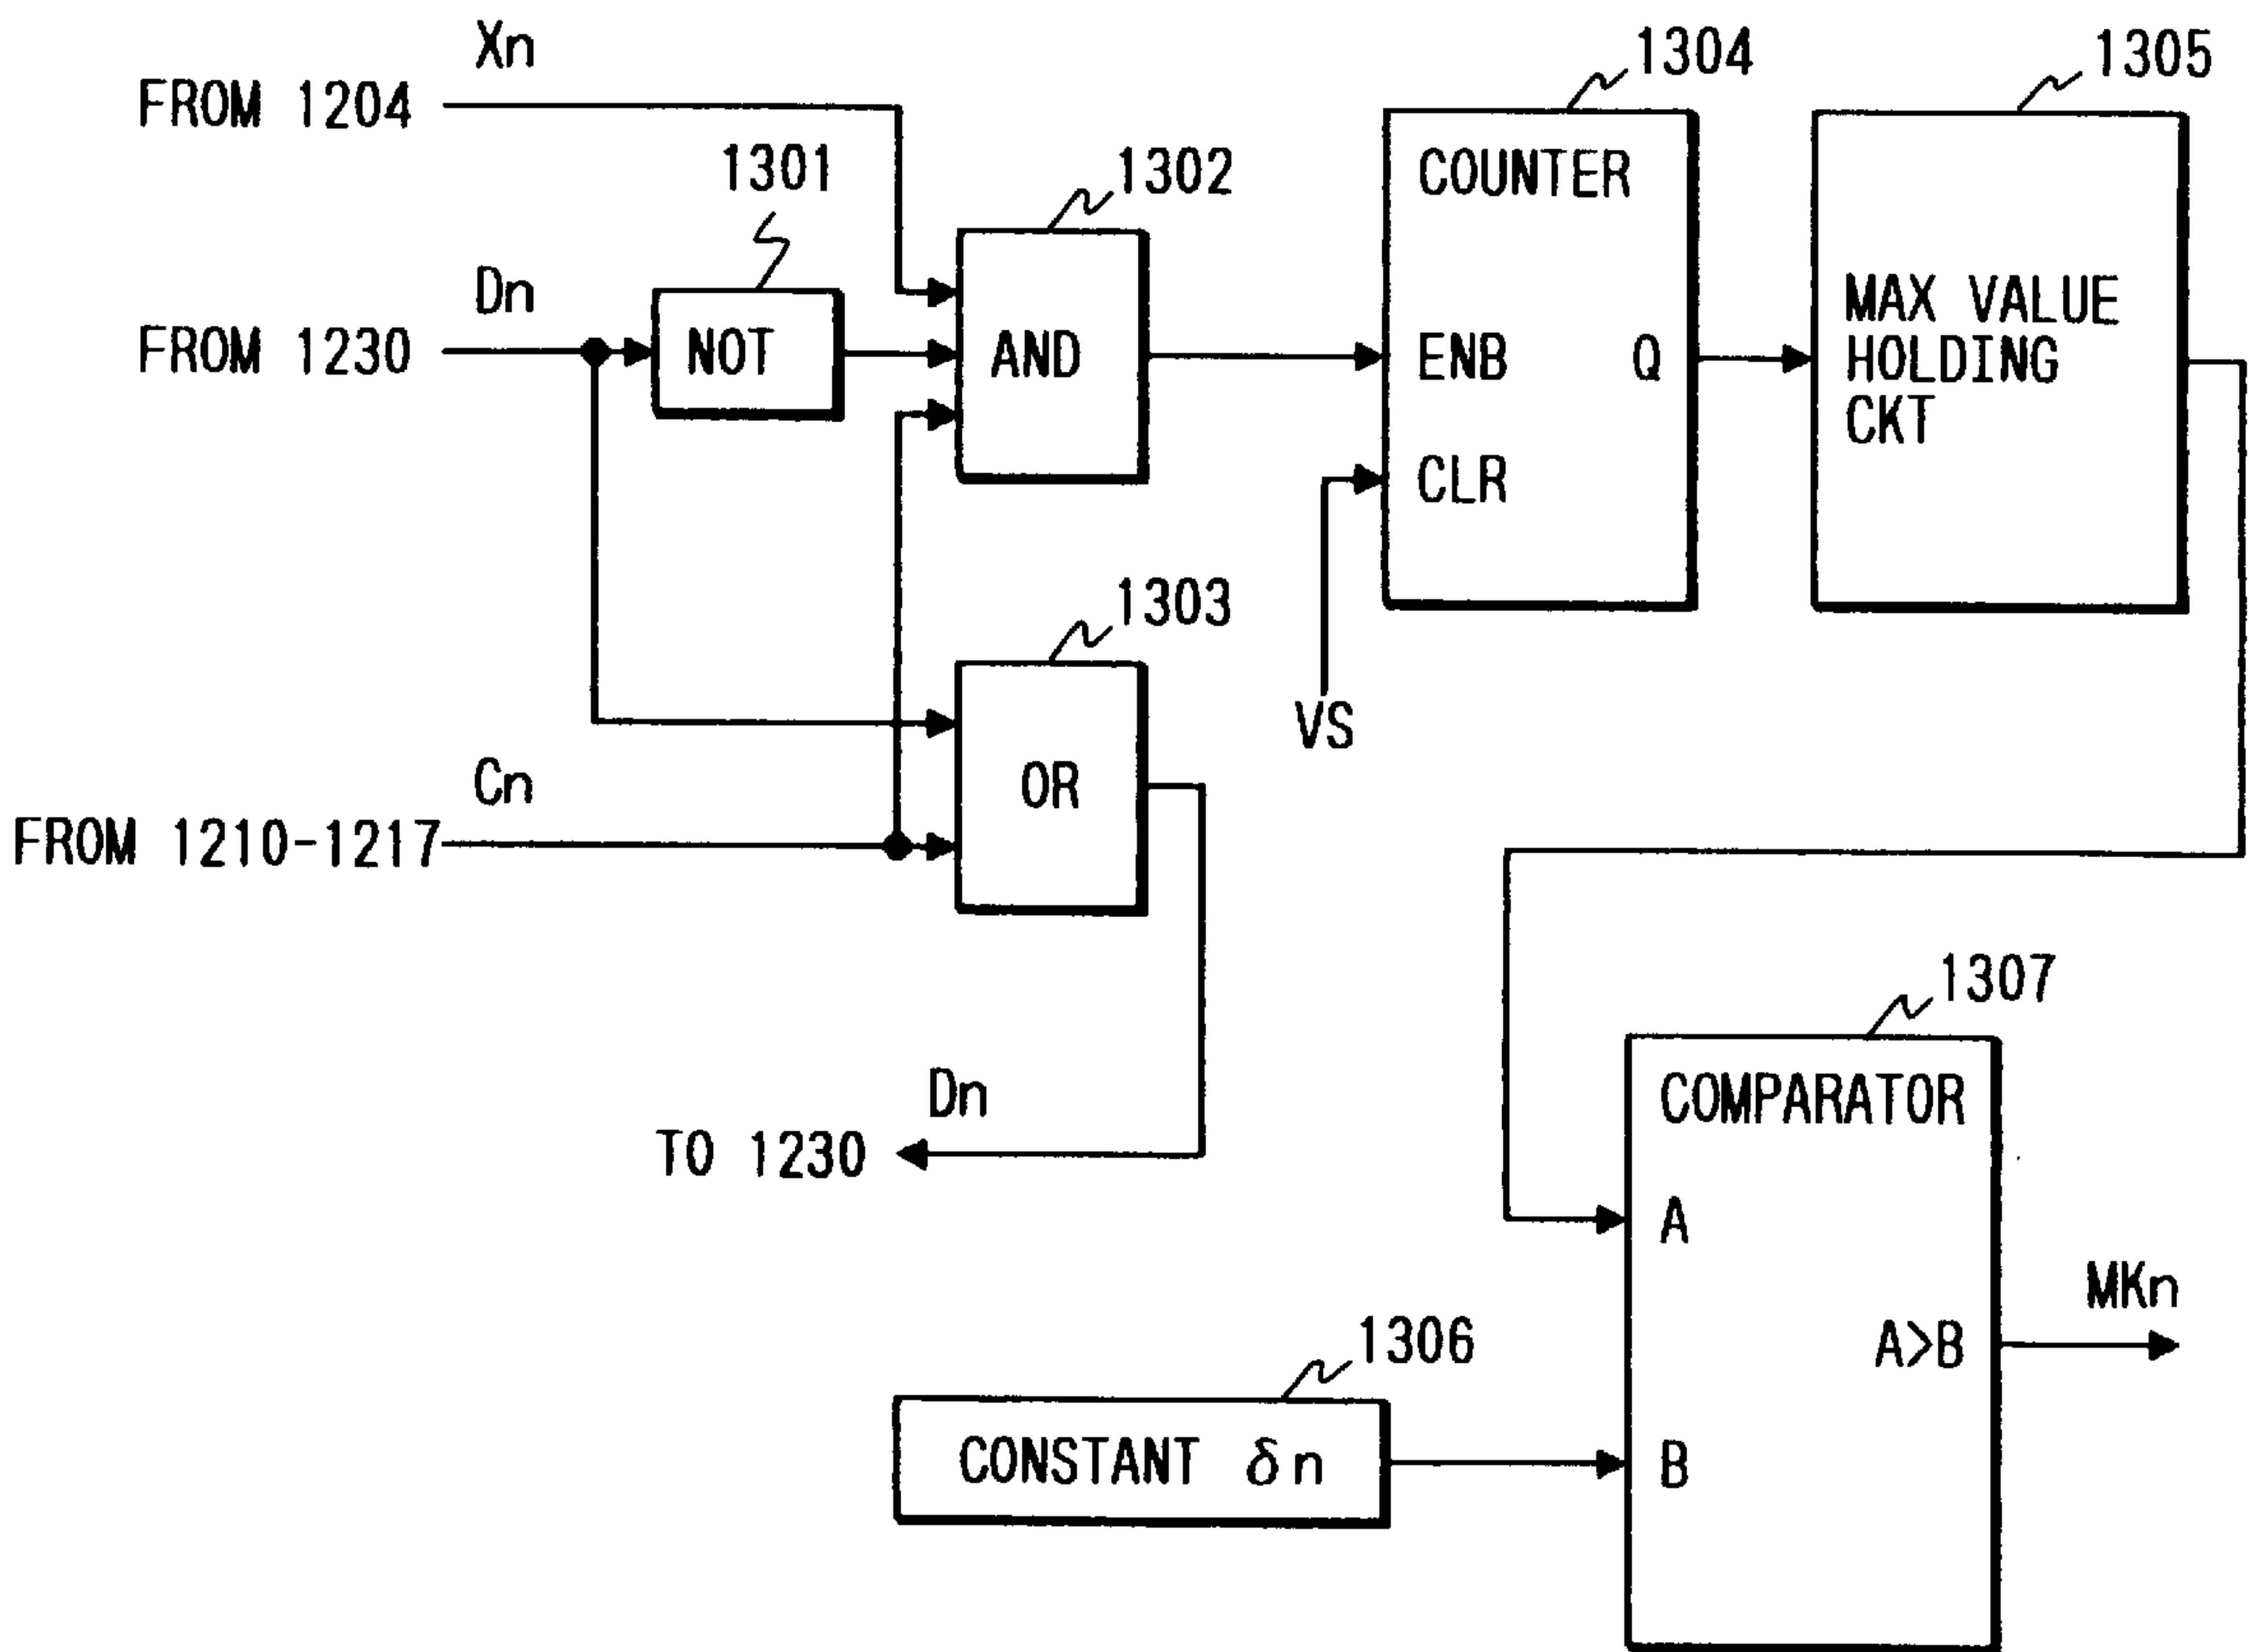 Xn
FROM 1204
1301
1302
1304
1305
Dn
FROM 1230
NOT
AND
COUNTER
ENB
Q
CLR
MAX VALUE
HOLDING
CKT
1303
VS
Cn
FROM 1210-1217
OR
Dn
TO 1230
1307
COMPARATOR
A
1306
CONSTANT δn
B
A>B
MKn